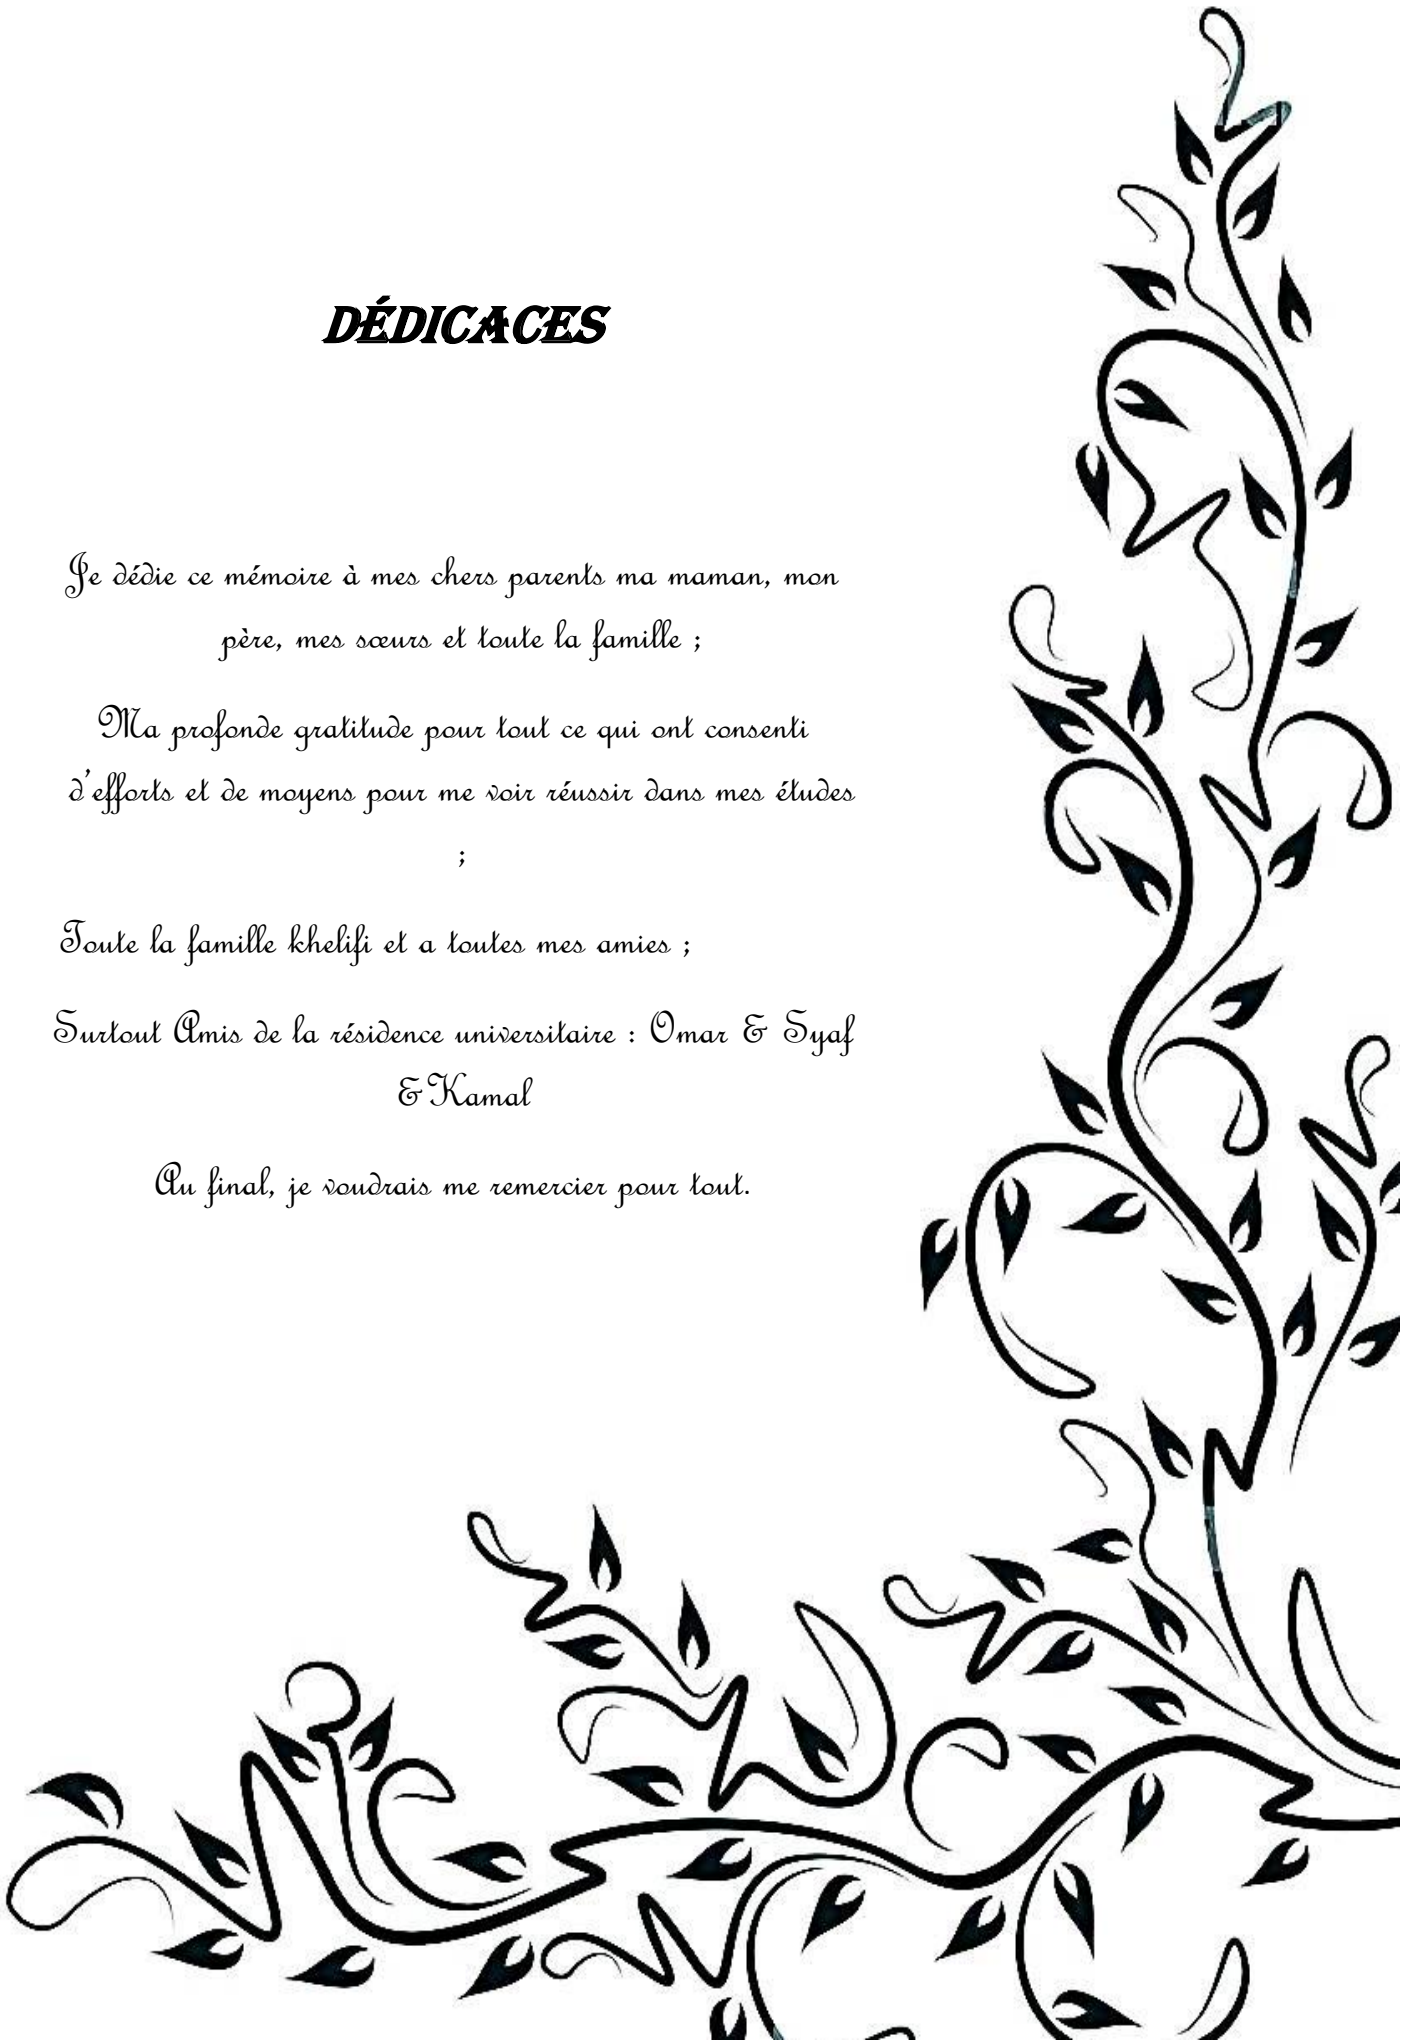 DÉDICACES
Je dédie ce mémoire à mes chers parents ma maman, mon
père, mes sœurs et toute la famille ;
Ma profonde gratitude pour tout ce qui ont consenti
d'efforts et de moyens pour me voir réussir dans mes études
;
Toute la famille khelifi et a toutes mes amies ;
Surtout Amis de la résidence universitaire : Omar & Syaf
&Kamal
Au final, je voudrais me remercier pour tout.